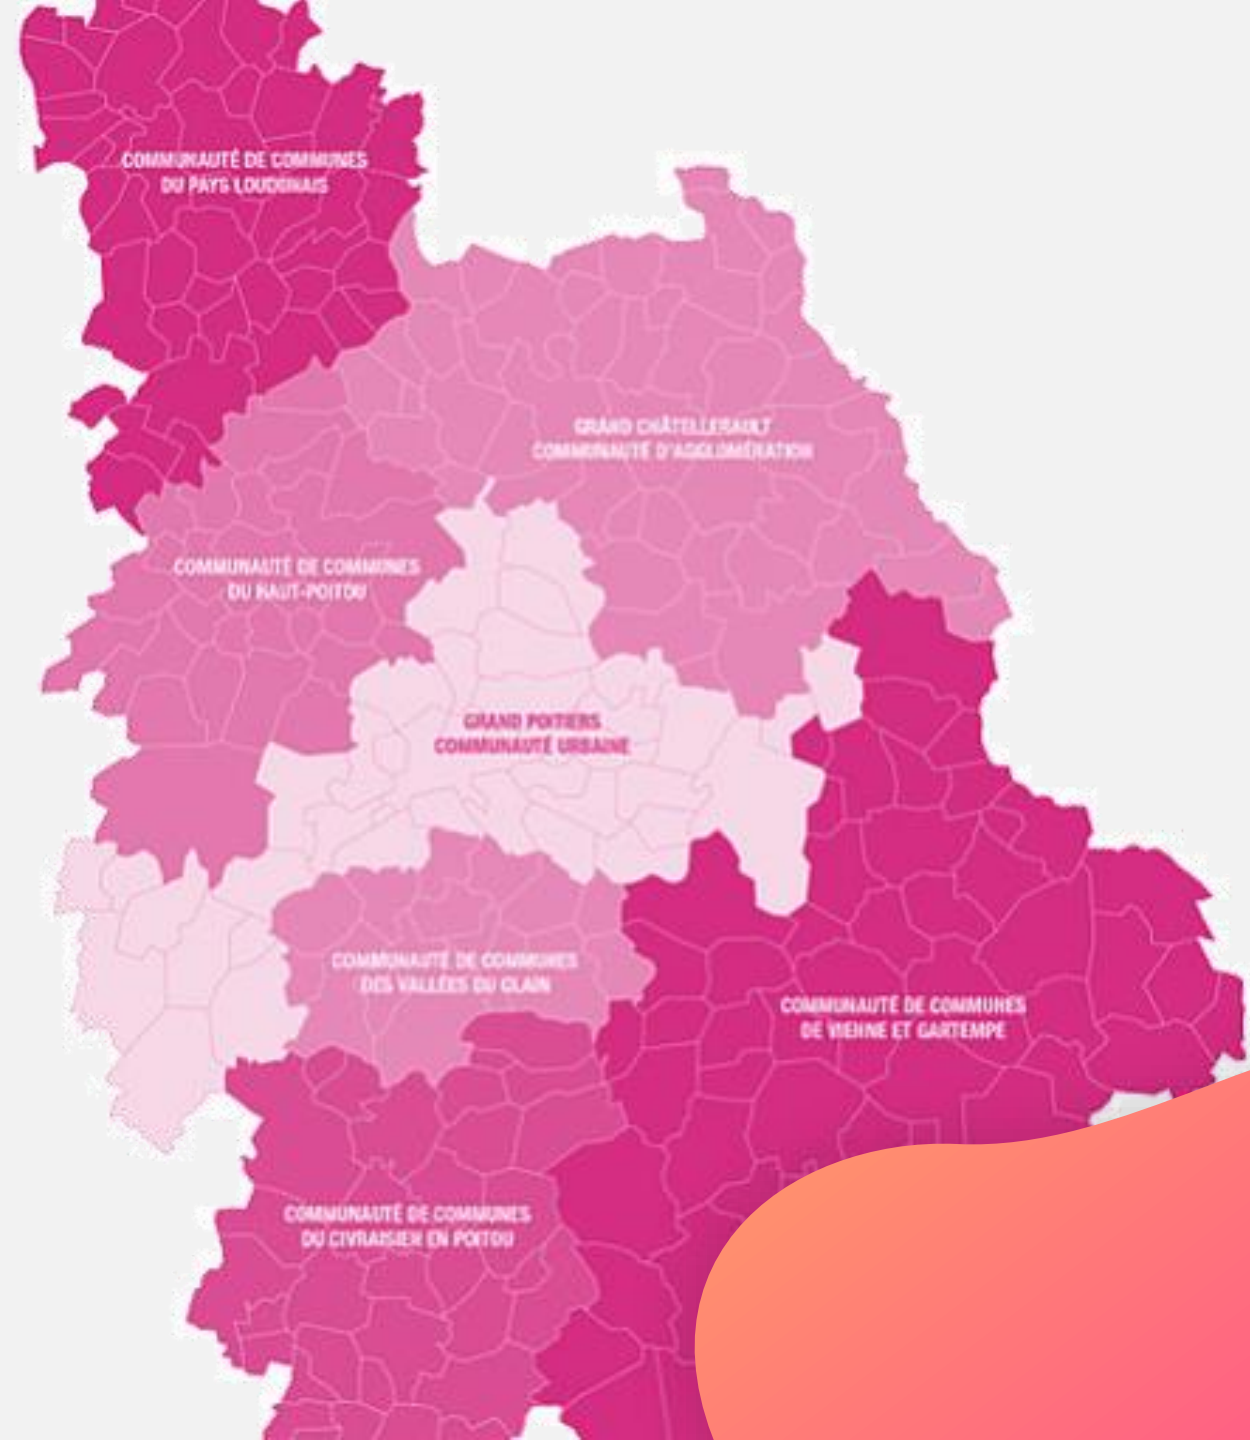 COMMUNAUTÉ DE COMMUNES
DU PAYS LOUDUNAIS
GRAND CHÂTELLERAULT
COMMUNAUTÉ D'AGGLOMÉRATION
COMMUNAUTÉ DE COMMUNES
DU HAUT-POITOU
GRAND POITIERS
COMMUNAUTÉ URBAINE
COMMUNAUTÉ DE COMMUNES
DES VALLÉES DU CLAIN
COMMUNAUTÉ DE COMMUNES
DE VIENNE ET GARTEMPE
COMMUNAUTÉ DE COMMUNES
DU CIVRAISIEN EN POITOU